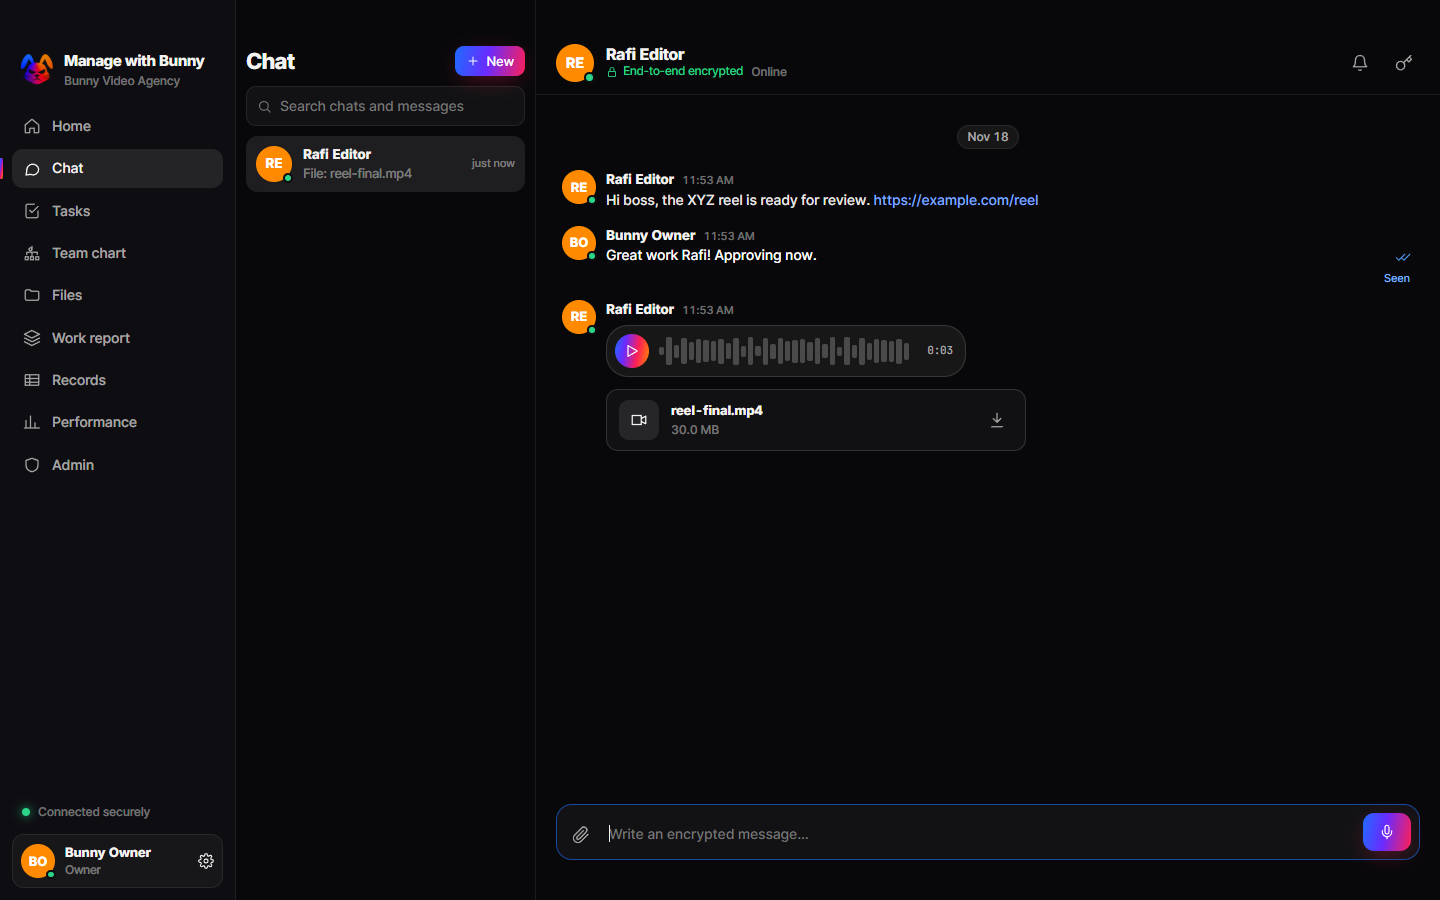 Manage with Bunny
Bunny Video Agency
Home
Chat
Tasks
Team chart
Files
Work report
Records
Performance
Admin
Connected securely
BO
Bunny Owner
Owner
Chat
+ New
Search chats and messages
RE
Rafi Editor
File: reel-final.mp4
just now
RE
Rafi Editor
End-to-end encrypted Online
Nov 18
RE
Rafi Editor 11:53 AM
Hi boss, the XYZ reel is ready for review. https://example.com/reel
BO
Bunny Owner 11:53 AM
Great work Rafi! Approving now.
Seen
RE
Rafi Editor 11:53 AM
0:03
reel-final.mp4
30.0 MB
Write an encrypted message...